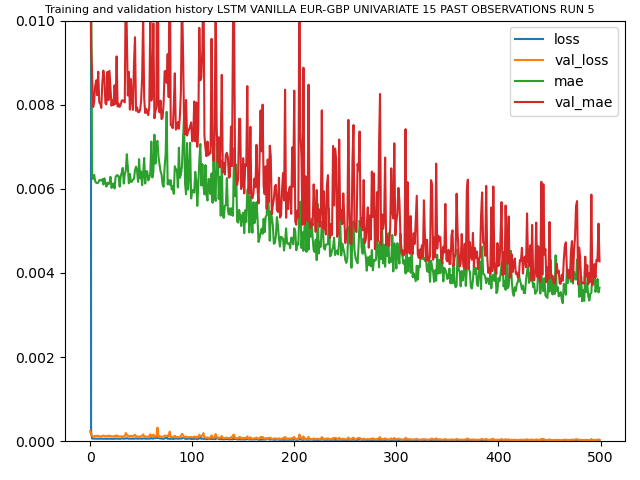 Training and validation history LSTM VANILLA EUR-GBP UNIVARIATE 15 PAST OBSERVATIONS RUN 5
loss
val_loss
mae
val_mae
0.010
0.008
0.006
0.004
0.002
0.000
0 100 200 300 400 500